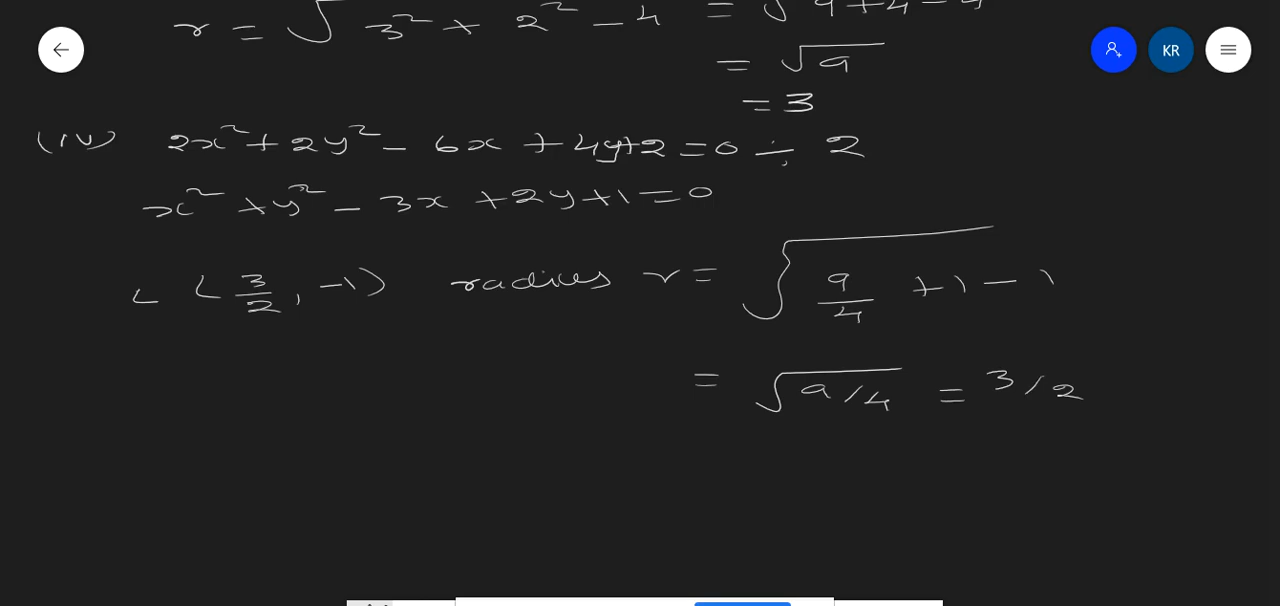 r = √3² + 2² - 4 = √9+4-4
= √9
= 3
KR
(iv) 2x² + 2y² - 6x + 4y + 2 = 0 ÷ 2
x² + y² - 3x + 2y + 1 = 0
C (3/2, -1) radius r = √9/4 + 1 - 1
= √9/4 = 3/2